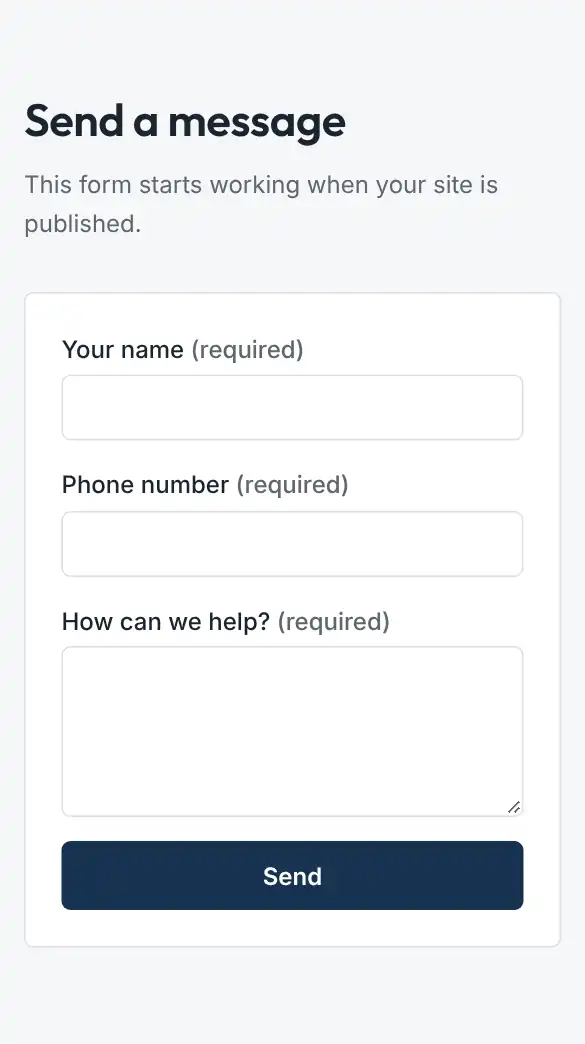 Send a message
This form starts working when your site is
published.
Your name (required)
Phone number (required)
How can we help? (required)
Send